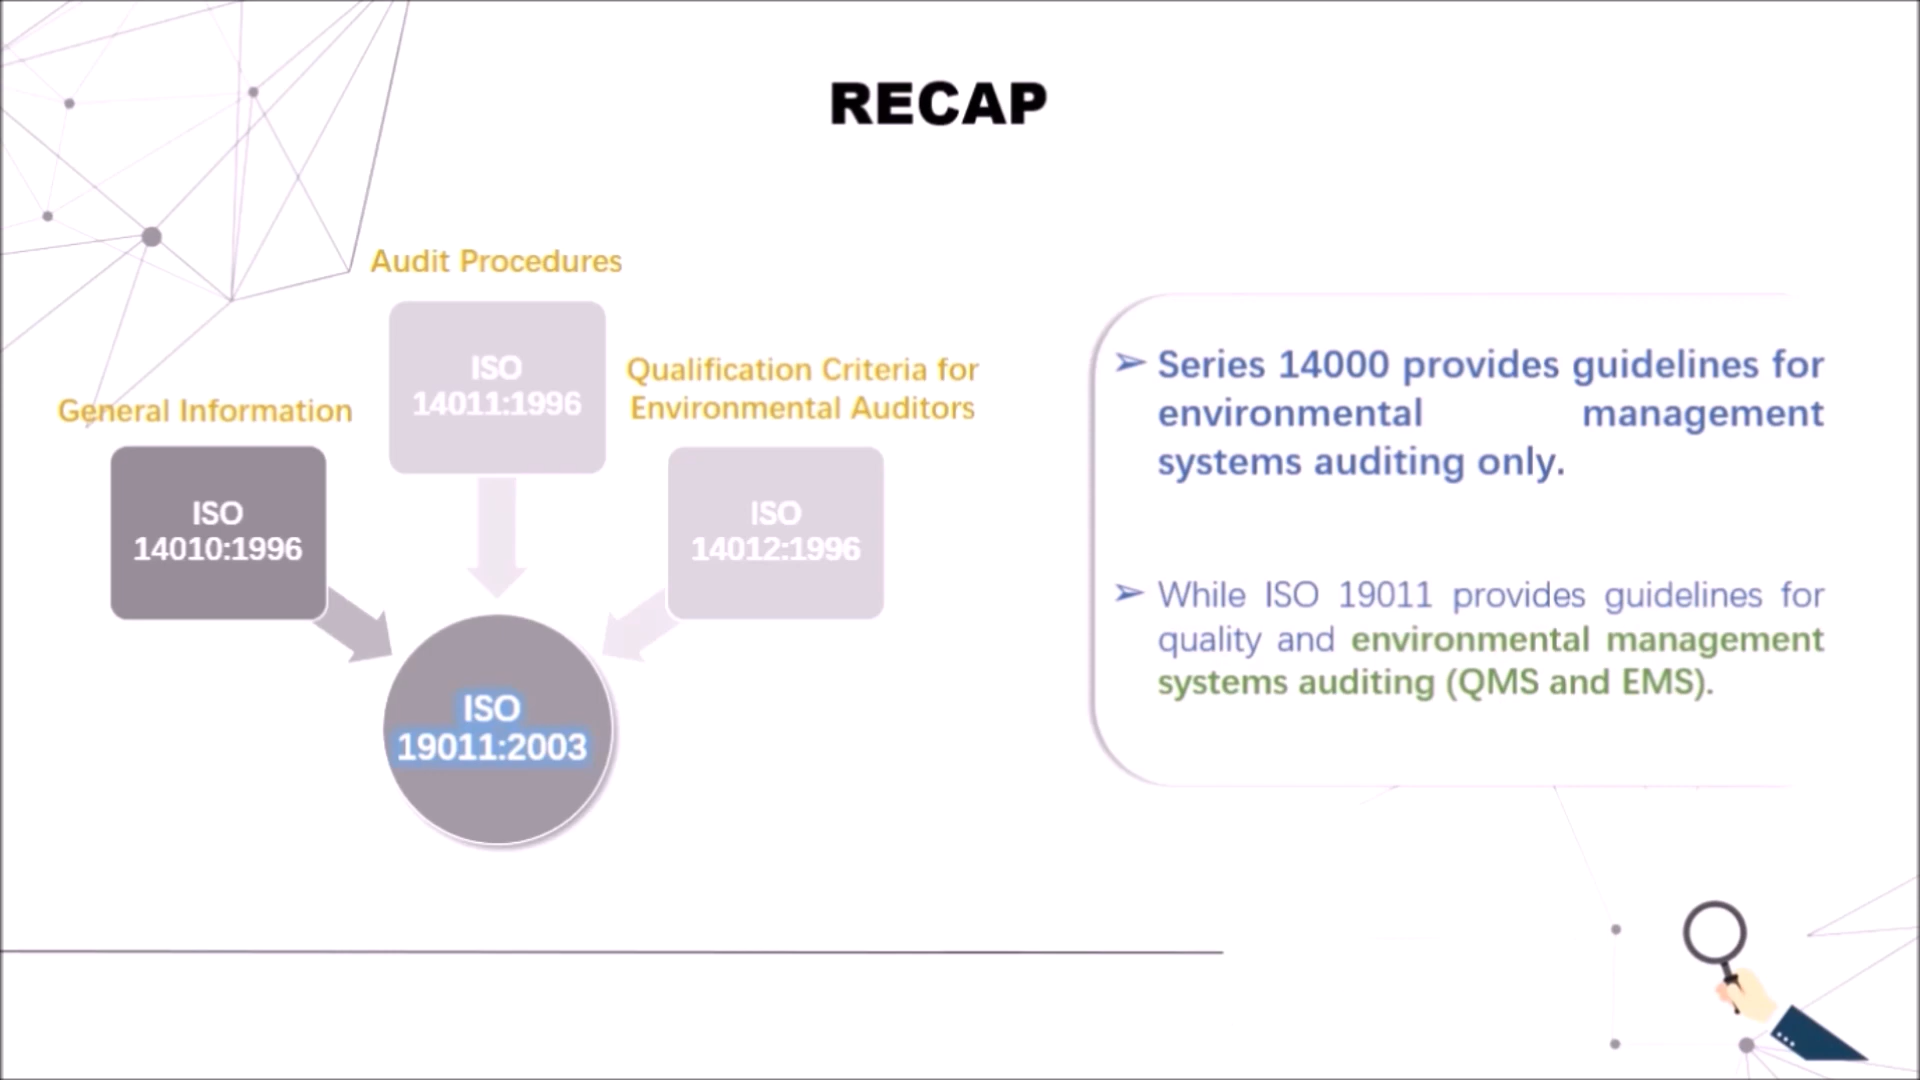 RECAP
Audit Procedures
ISO
14011:1996
Qualification Criteria for
Environmental Auditors
General Information
ISO
14010:1996
ISO
14012:1996
ISO
19011:2003
➢ Series 14000 provides guidelines for
environmental management
systems auditing only.
➢ While ISO 19011 provides guidelines for
quality and environmental management
systems auditing (QMS and EMS).